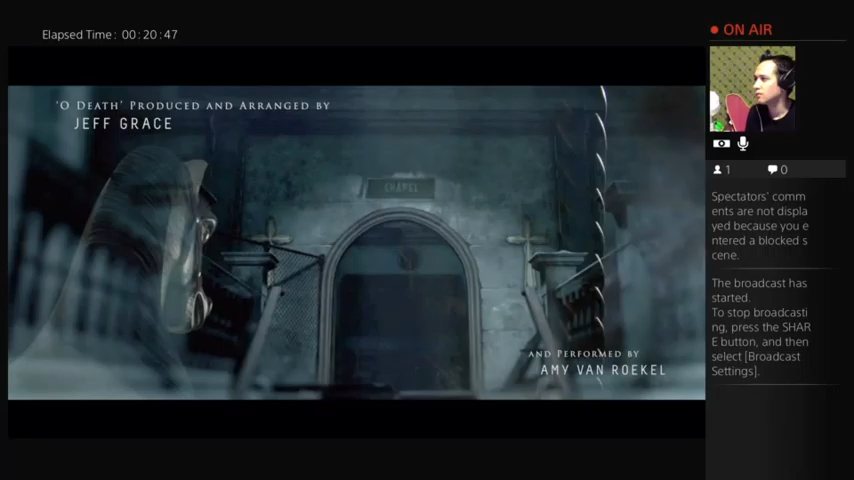 Elapsed Time: 00:20:47
ON AIR
'O Death' Produced and Arranged by
JEFF GRACE
CHAPEL
and Performed by
AMY VAN ROEKEL
1
0
Spectators' comm
ents are not displa
yed because you e
ntered a blocked s
cene.
The broadcast has
started.
To stop broadcasti
ng, press the SHAR
E button, and then
select [Broadcast
Settings].